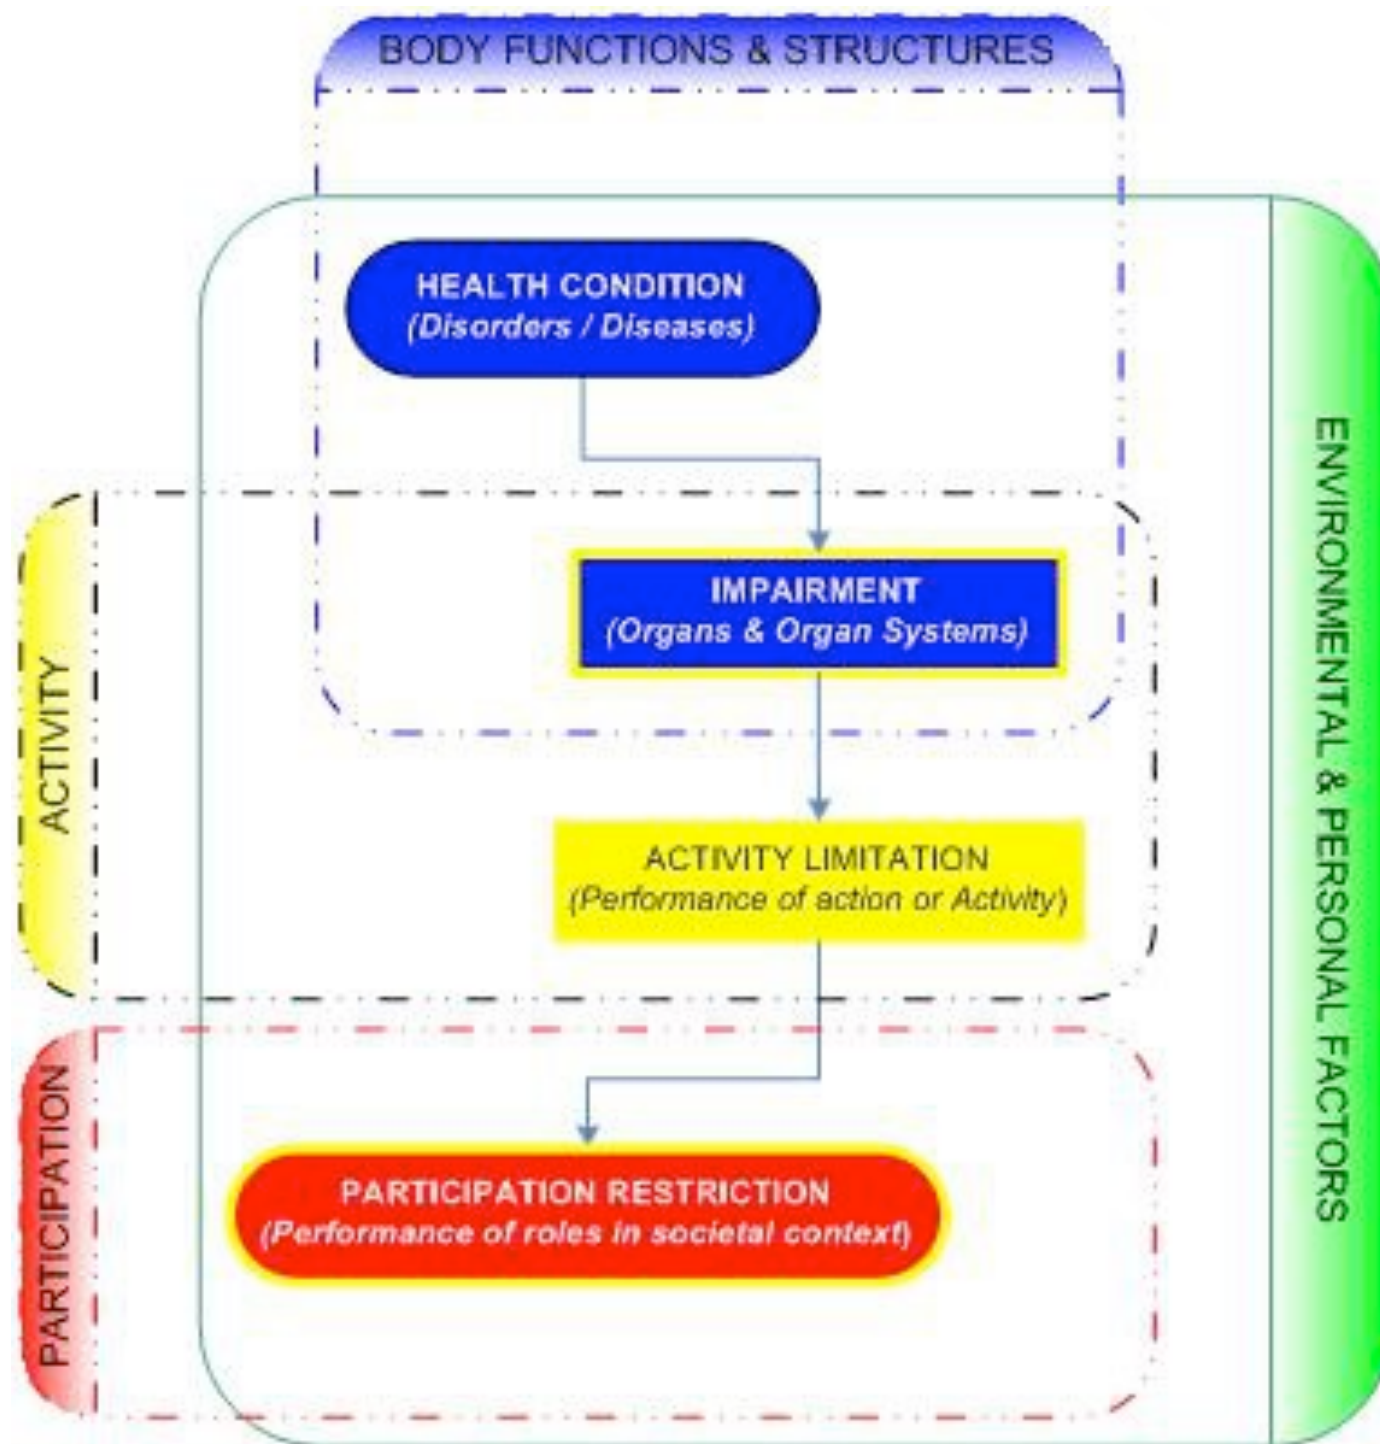 BODY FUNCTIONS & STRUCTURES
HEALTH CONDITION
(Disorders / Diseases)
IMPAIRMENT
(Organs & Organ Systems)
ACTIVITY
ACTIVITY LIMITATION
(Performance of action or Activity)
PARTICIPATION
PARTICIPATION RESTRICTION
(Performance of roles in societal context)
ENVIRONMENTAL & PERSONAL FACTORS